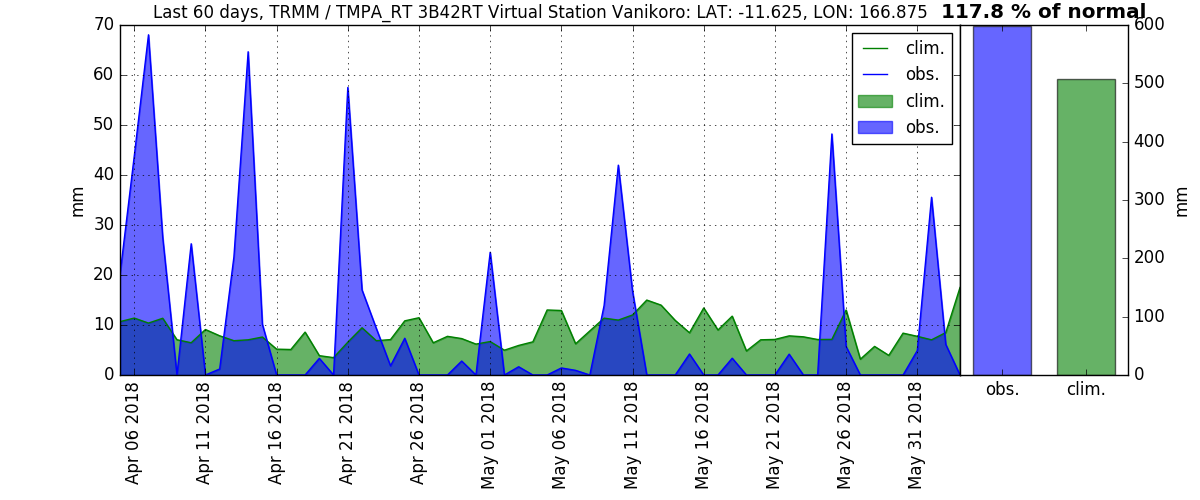 Last 60 days, TRMM / TMPA_RT 3B42RT Virtual Station Vanikoro: LAT: -11.625, LON: 166.875 117.8 % of normal
70
60
50
40
30
20
10
0
mm
clim.
obs.
clim.
obs.
Apr 06 2018
Apr 11 2018
Apr 16 2018
Apr 21 2018
Apr 26 2018
May 01 2018
May 06 2018
May 11 2018
May 16 2018
May 21 2018
May 26 2018
May 31 2018
600
500
400
300
200
100
0
mm
obs.
clim.